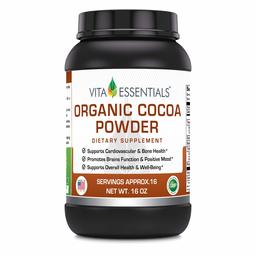 VITA ESSENTIALS
ORGANIC COCOA
POWDER
DIETARY SUPPLEMENT
Supports Cardiovascular & Bone Health*
Promotes Brains Function & Positive Mood*
Supports Overall Health & Well-Being*
SERVINGS APPROX.16
NET WT. 16 OZ